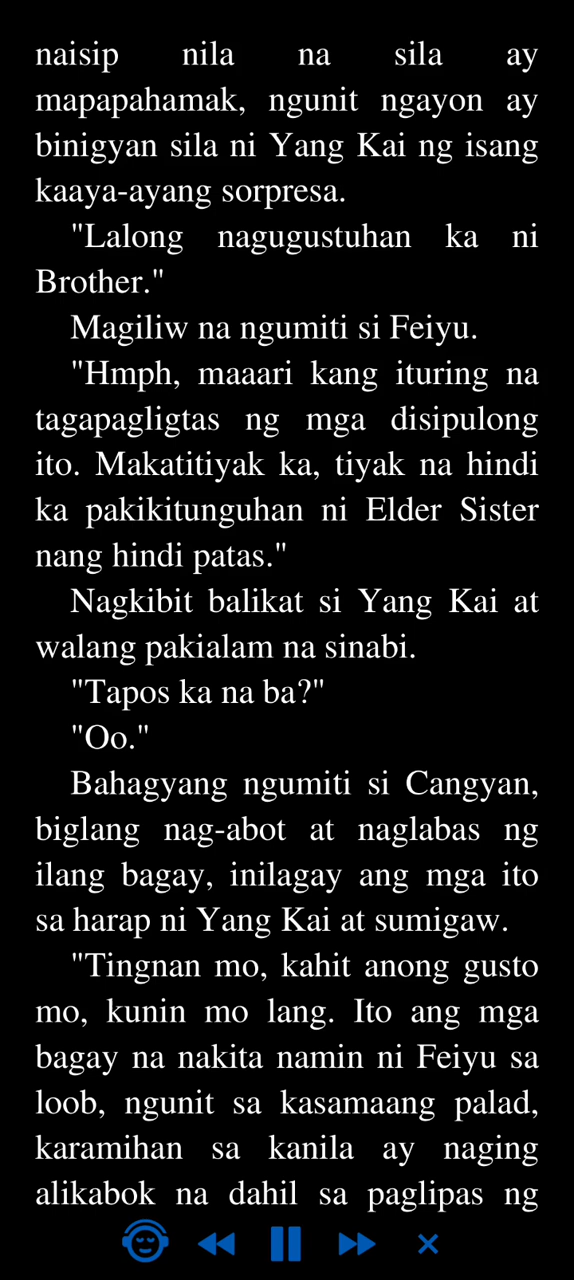 naisip nila na sila ay
mapapahamak, ngunit ngayon ay
binigyan sila ni Yang Kai ng isang
kaaya-ayang sorpresa.
"Lalong nagugustuhan ka ni
Brother."
Magiliw na ngumiti si Feiyu.
"Hmph, maaari kang ituring na
tagapagligtas ng mga disipulong
ito. Makatitiyak ka, tiyak na hindi
ka pakikitunguhan ni Elder Sister
nang hindi patas."
Nagkibit balikat si Yang Kai at
walang pakialam na sinabi.
"Tapos ka na ba?"
"Oo."
Bahagyang ngumiti si Cangyan,
biglang nag-abot at naglabas ng
ilang bagay, inilagay ang mga ito
sa harap ni Yang Kai at sumigaw.
"Tingnan mo, kahit anong gusto
mo, kunin mo lang. Ito ang mga
bagay na nakita namin ni Feiyu sa
loob, ngunit sa kasamaang palad,
karamihan sa kanila ay naging
alikabok na dahil sa paglipas ng